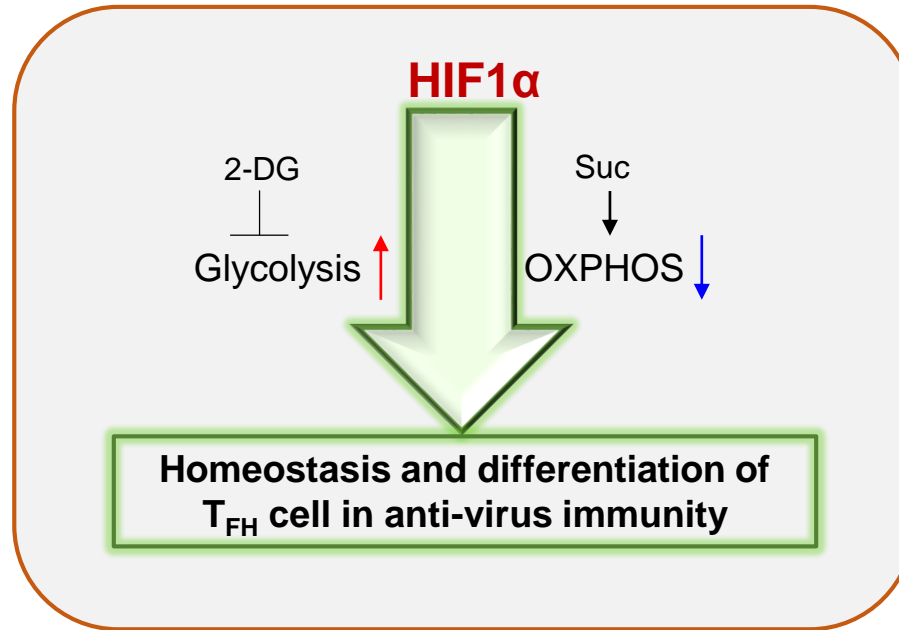 HIF1α
2-DG
Suc
Glycolysis
OXPHOS
Homeostasis and differentiation of
TFH cell in anti-virus immunity